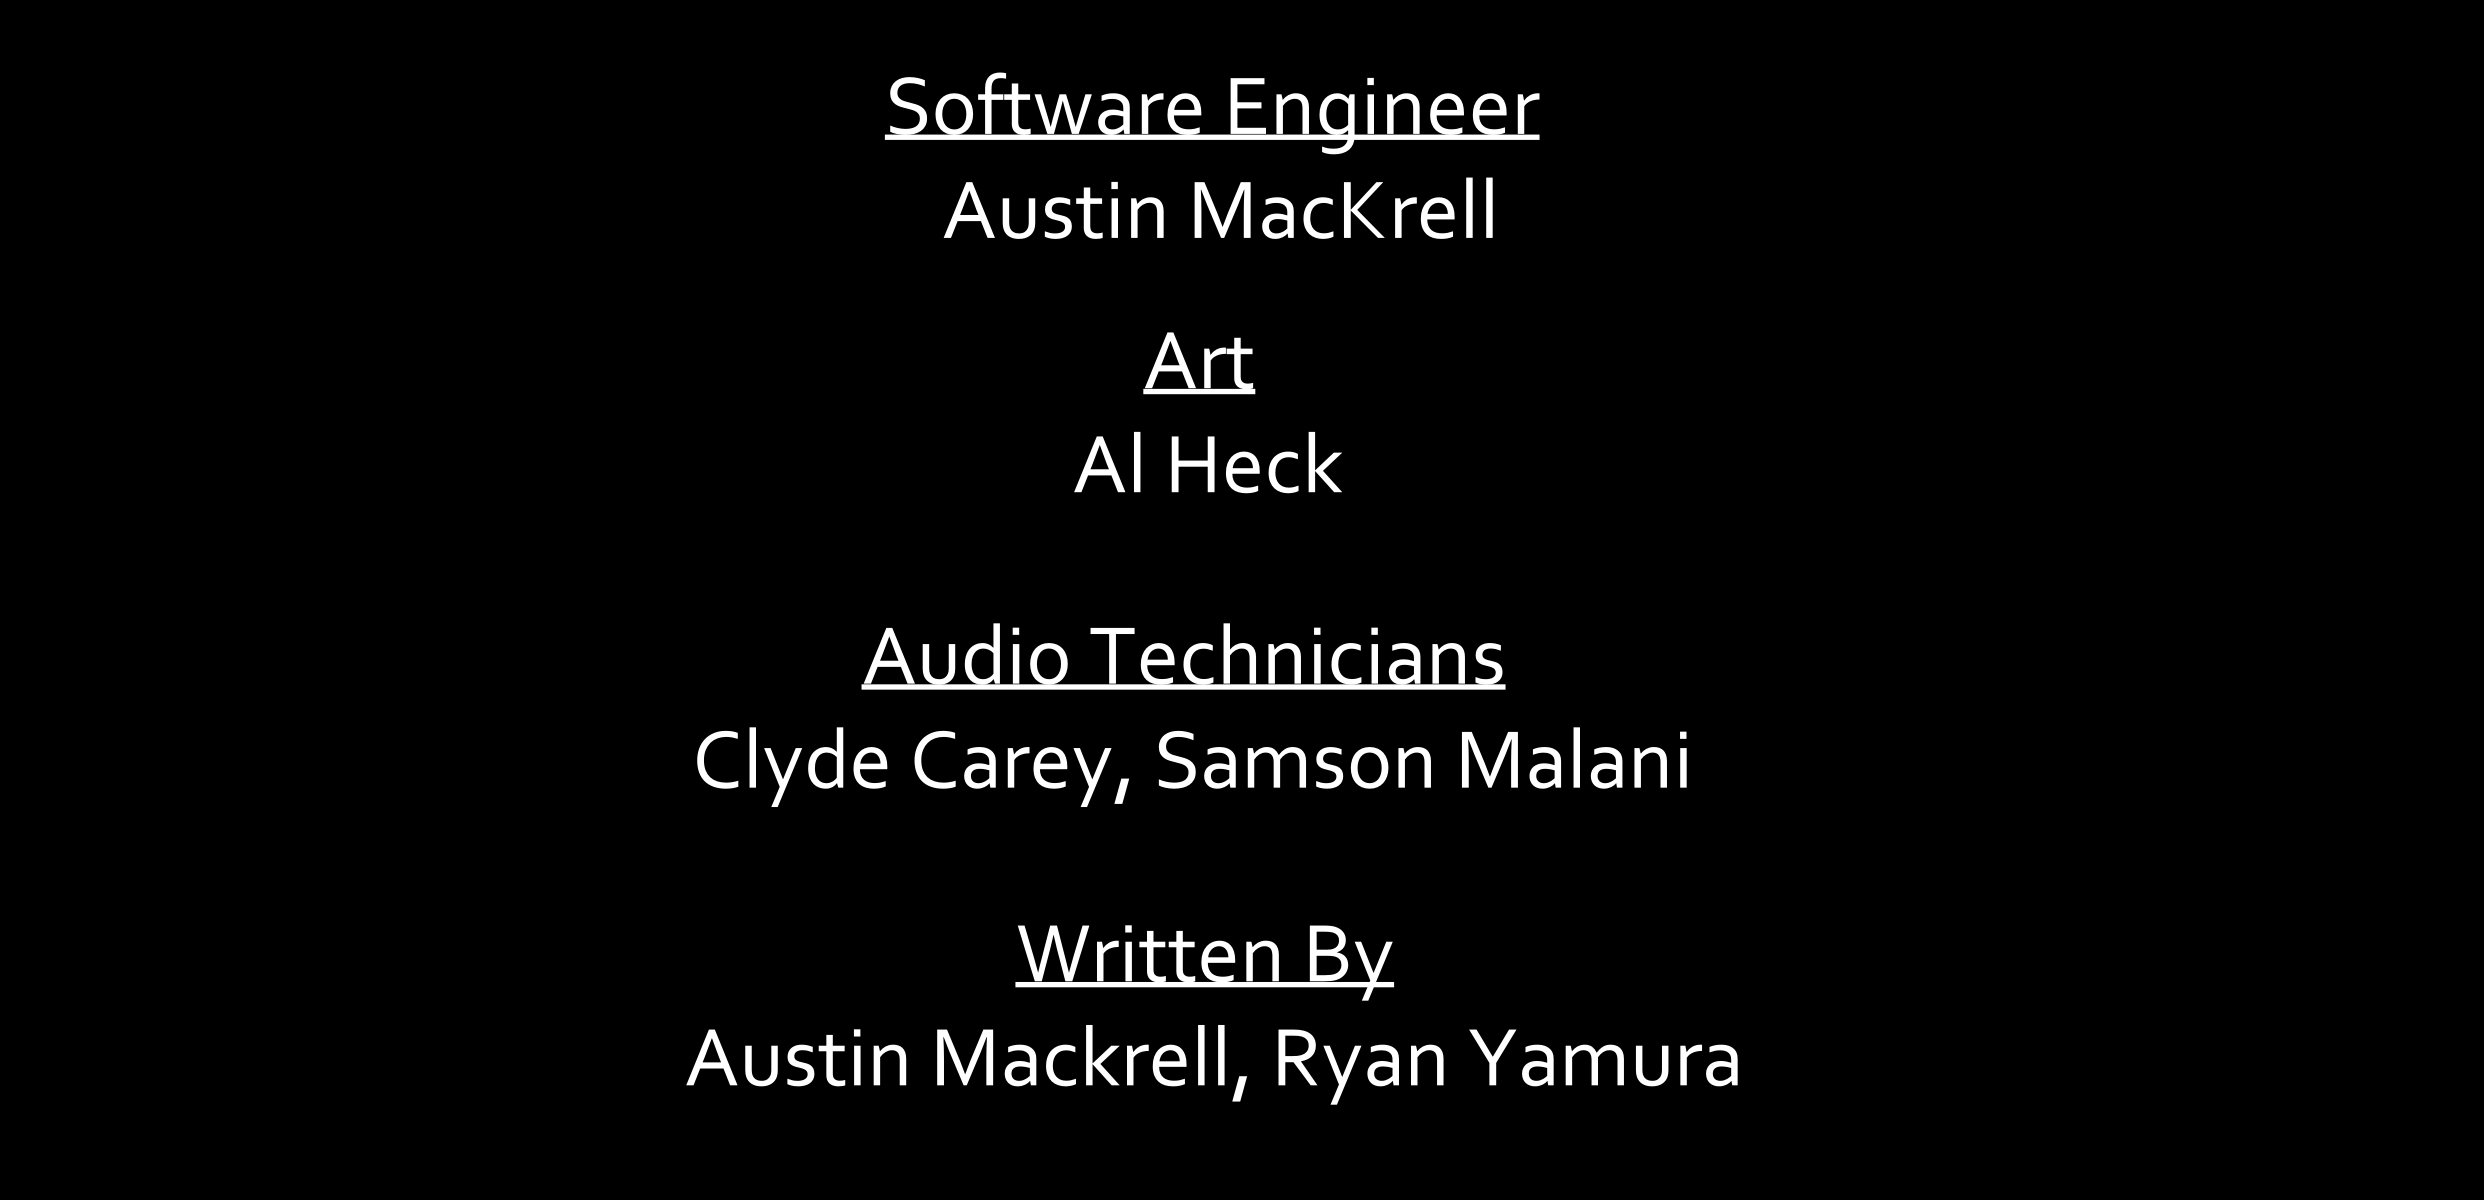 Software Engineer
Austin MacKrell
Art
Al Heck
Audio Technicians
Clyde Carey, Samson Malani
Written By
Austin Mackrell, Ryan Yamura